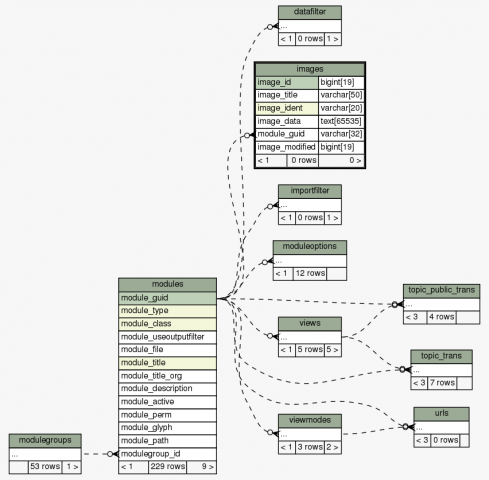 datafilter
...
< 1 0 rows 1 >
images
image_id bigint[19]
image_title varchar[50]
image_ident varchar[20]
image_data text[65535]
module_guid varchar[32]
image_modified bigint[19]
< 1 0 rows 0 >
importfilter
...
< 1 0 rows 1 >
moduleoptions
...
< 1 12 rows
modules
module_guid
module_type
module_class
module_useoutputfilter
module_file
module_title
module_title_org
module_description
module_active
module_perm
module_glyph
module_path
modulegroup_id
< 1 229 rows 9 >
topic_public_trans
...
< 3 4 rows
views
...
< 1 5 rows 5 >
topic_trans
...
< 3 7 rows
viewmodes
...
< 1 3 rows 2 >
urls
...
< 3 0 rows
modulegroups
...
53 rows 1 >